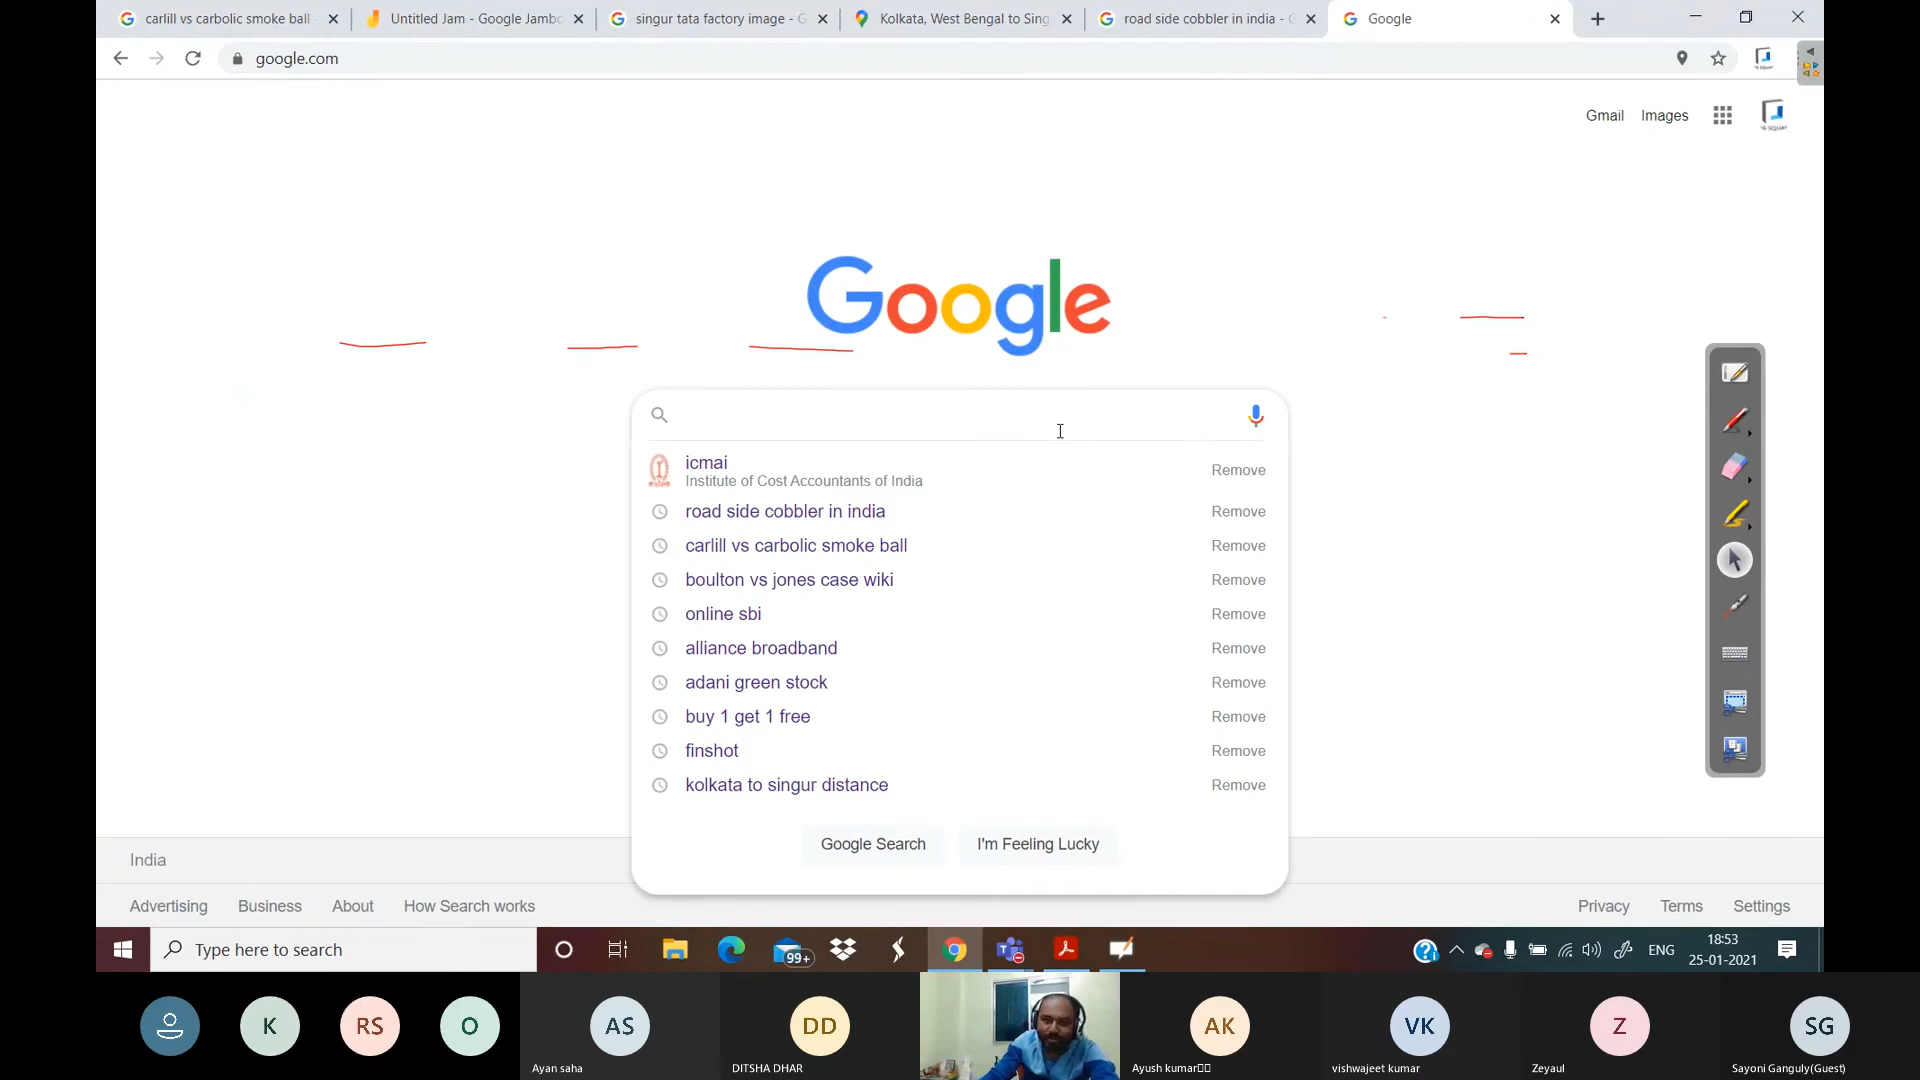 carlill vs carbolic smoke ball -
Untitled Jam - Google Jambo
singur tata factory image - G
Kolkata, West Bengal to Sing
road side cobbler in india - G
Google
google.com
Gmail
Images
Google
icmai
Institute of Cost Accountants of India
Remove
road side cobbler in india
Remove
carlill vs carbolic smoke ball
Remove
boulton vs jones case wiki
Remove
online sbi
Remove
alliance broadband
Remove
adani green stock
Remove
buy 1 get 1 free
Remove
finshot
Remove
kolkata to singur distance
Remove
Google Search
I'm Feeling Lucky
India
Advertising
Business
About
How Search works
Privacy
Terms
Settings
Type here to search
99+
ENG
18:53
25-01-2021
K
RS
O
AS
Ayan saha
DD
DITSHA DHAR
AK
Ayush kumar
VK
vishwajeet kumar
Z
Zeyaul
SG
Sayoni Ganguly(Guest)